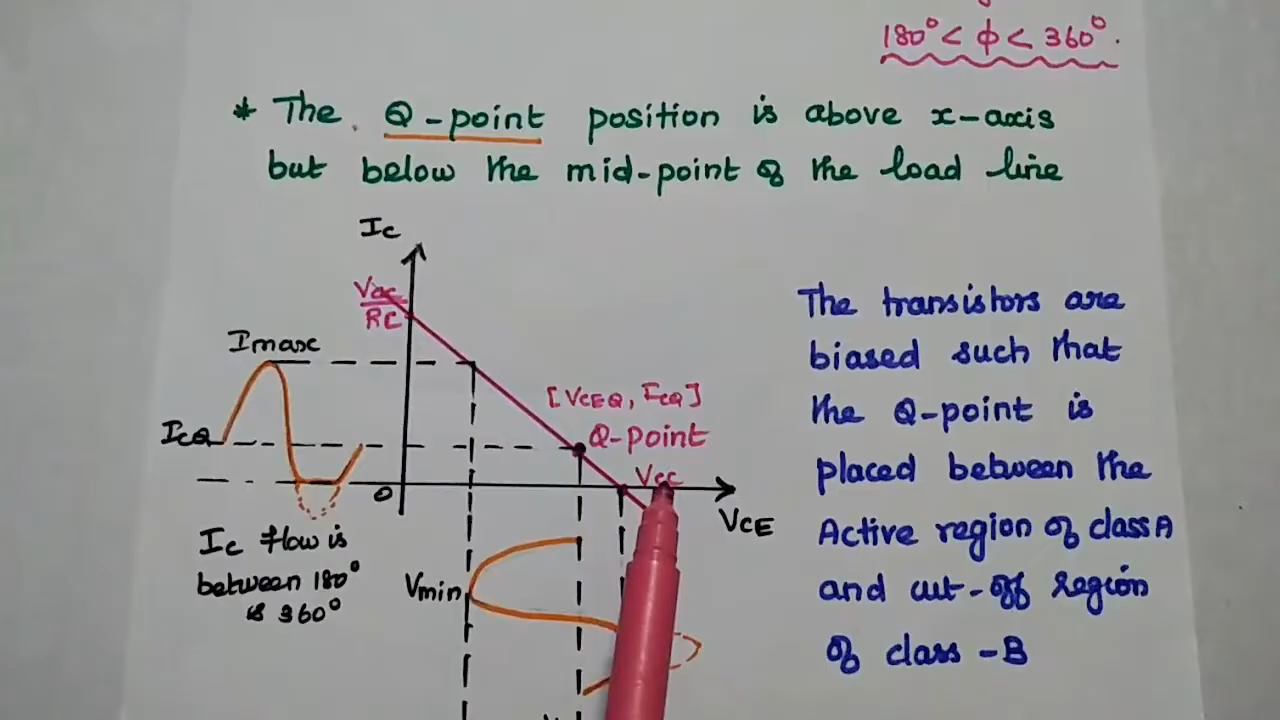 180° < ϕ < 360°.
* The Q-point position is above x-axis
but below the mid-point of the load line
Ic
Vcc
RC
Imax
[VCEQ, ICQ]
Q-point
ICQ
Vcc
0
VCE
Ic flow is
between 180°
& 360°
Vmin
The transistors are
biased such that
the Q-point is
placed between the
Active region of class A
and cut-off region
of class-B